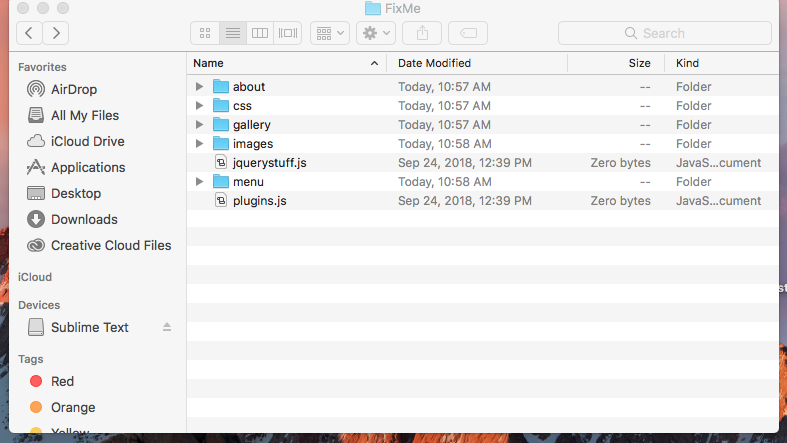 FixMe
Search
Favorites
AirDrop
All My Files
iCloud Drive
Applications
Desktop
Downloads
Creative Cloud Files
iCloud
Devices
Sublime Text
Tags
Red
Orange
Yellow
Name Date Modified Size Kind
about Today, 10:57 AM -- Folder
css Today, 10:57 AM -- Folder
gallery Today, 10:57 AM -- Folder
images Today, 10:58 AM -- Folder
jquerystuff.js Sep 24, 2018, 12:39 PM Zero bytes JavaS...cument
menu Today, 10:58 AM -- Folder
plugins.js Sep 24, 2018, 12:39 PM Zero bytes JavaS...cument